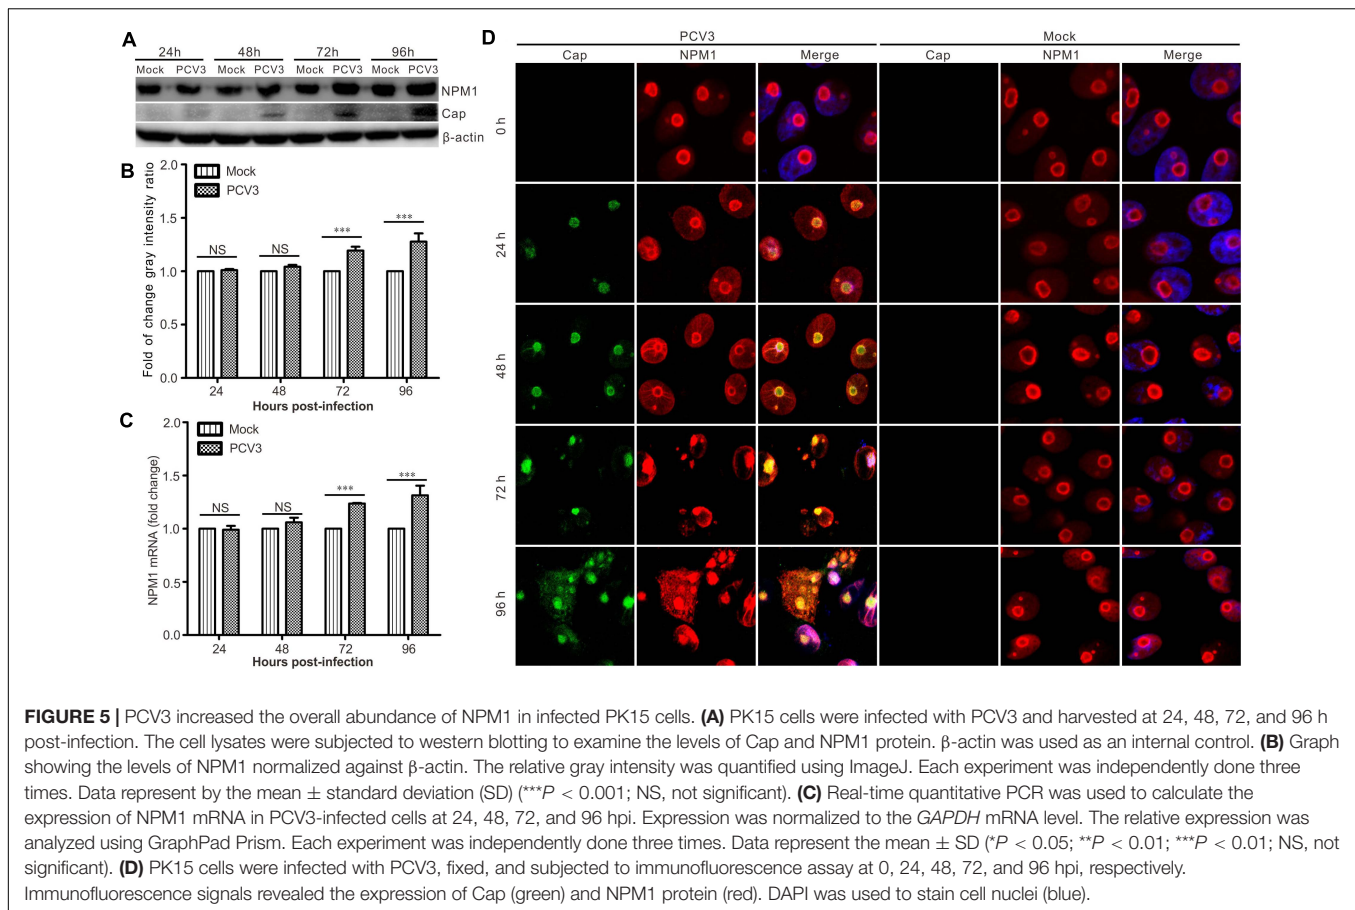 A
24h 48h 72h 96h
Mock PCV3 Mock PCV3 Mock PCV3 Mock PCV3
NPM1
Cap
β-actin
B
Fold of change gray intensity ratio
2.0
1.5
1.0
0.5
0.0
Mock
PCV3
NS
NS
***
***
24 48 72 96
Hours post-infection
C
NPM1 mRNA (fold change)
2.0
1.5
1.0
0.5
0.0
Mock
PCV3
NS
NS
***
***
24 48 72 96
Hours post-infection
D
PCV3 Mock
Cap NPM1 Merge Cap NPM1 Merge
0 h
24 h
48 h
72 h
96 h
FIGURE 5 | PCV3 increased the overall abundance of NPM1 in infected PK15 cells. (A) PK15 cells were infected with PCV3 and harvested at 24, 48, 72, and 96 h
post-infection. The cell lysates were subjected to western blotting to examine the levels of Cap and NPM1 protein. β-actin was used as an internal control. (B) Graph
showing the levels of NPM1 normalized against β-actin. The relative gray intensity was quantified using ImageJ. Each experiment was independently done three
times. Data represent by the mean ± standard deviation (SD) (***P < 0.001; NS, not significant). (C) Real-time quantitative PCR was used to calculate the
expression of NPM1 mRNA in PCV3-infected cells at 24, 48, 72, and 96 hpi. Expression was normalized to the GAPDH mRNA level. The relative expression was
analyzed using GraphPad Prism. Each experiment was independently done three times. Data represent the mean ± SD (*P < 0.05; **P < 0.01; ***P < 0.01; NS, not
significant). (D) PK15 cells were infected with PCV3, fixed, and subjected to immunofluorescence assay at 0, 24, 48, 72, and 96 hpi, respectively.
Immunofluorescence signals revealed the expression of Cap (green) and NPM1 protein (red). DAPI was used to stain cell nuclei (blue).